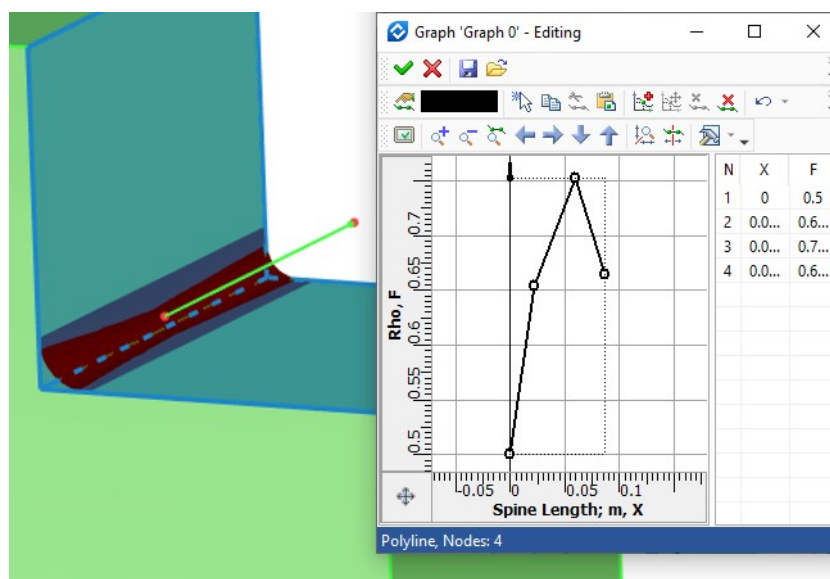 Graph 'Graph 0' - Editing
N X F
1 0 0.5
2 0.0... 0.6...
3 0.0... 0.7...
4 0.0... 0.6...
0.7
0.65
0.6
0.55
0.5
Rho, F
-0.05 0 0.05 0.1
Spine Length; m, X
Polyline, Nodes: 4